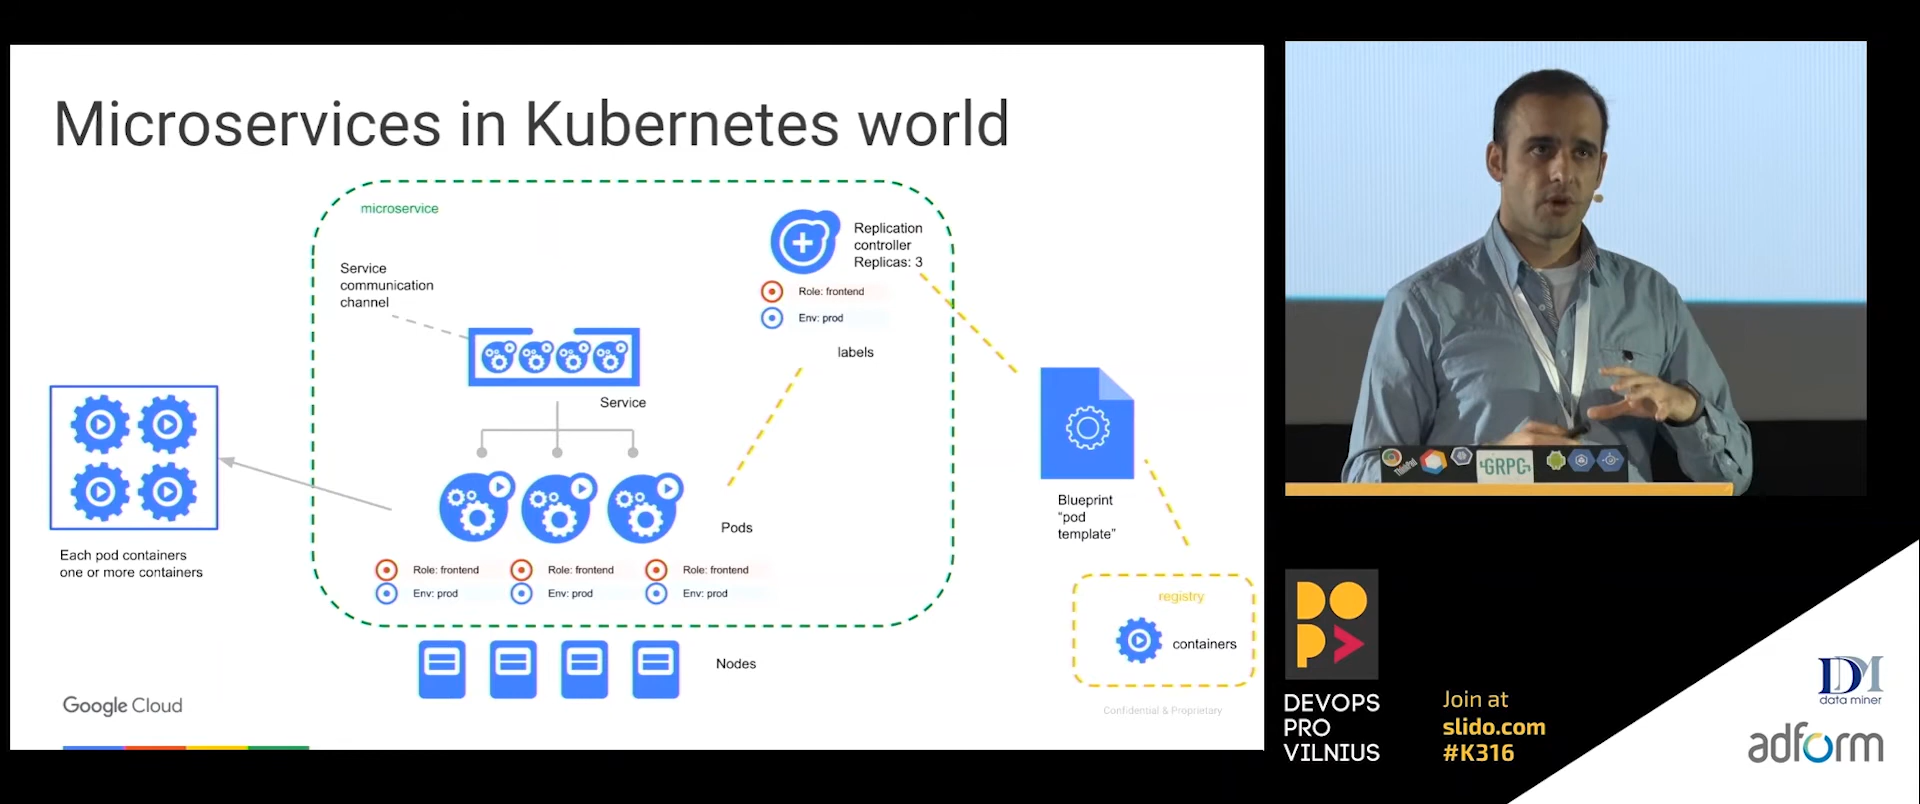 Microservices in Kubernetes world
microservice
Service
communication
channel
Replication
controller
Replicas: 3
Role: frontend
Env: prod
labels
Service
Pods
Role: frontend
Role: frontend
Role: frontend
Env: prod
Env: prod
Env: prod
Each pod containers
one or more containers
Nodes
Blueprint
“pod
template”
registry
containers
Google Cloud
Confidential & Proprietary
ThinkPad
GRPC
DEVOPS
PRO
VILNIUS
Join at
slido.com
#K316
DM
data miner
adform